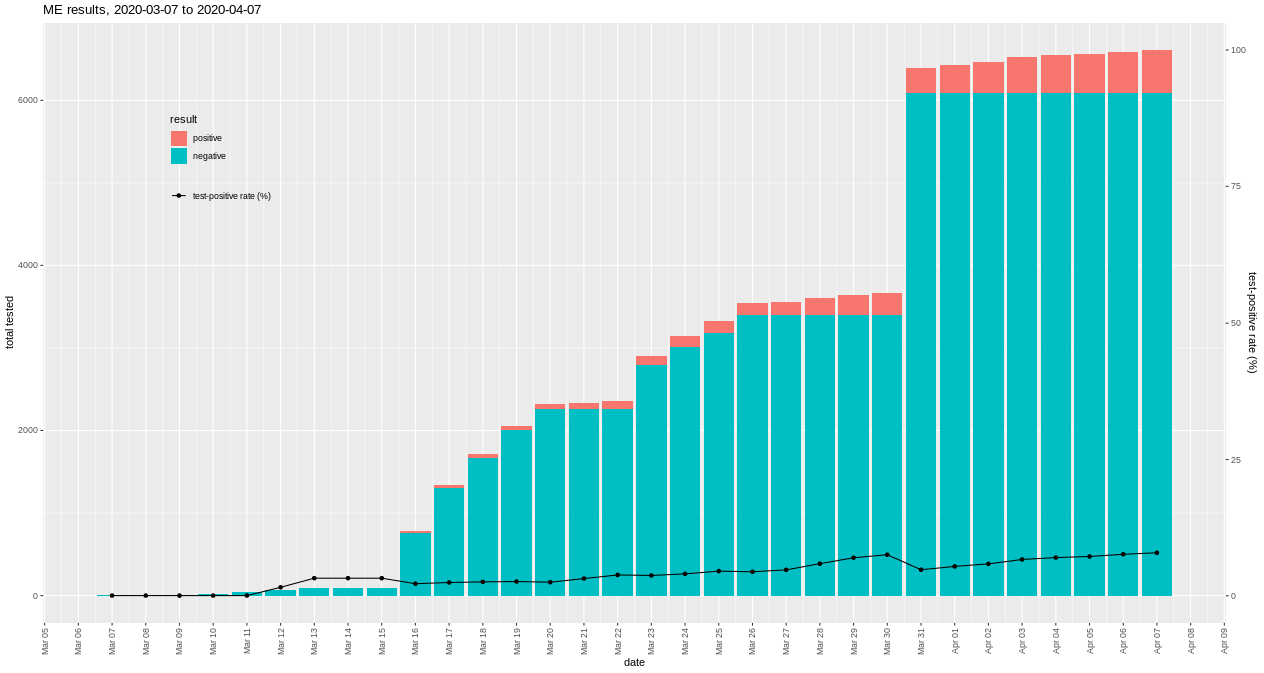 ME results, 2020-03-07 to 2020-04-07
total tested
6000
4000
2000
0
result
positive
negative
test-positive rate (%)
100
75
50
25
0
test-positive rate (%)
Mar 05
Mar 06
Mar 07
Mar 08
Mar 09
Mar 10
Mar 11
Mar 12
Mar 13
Mar 14
Mar 15
Mar 16
Mar 17
Mar 18
Mar 19
Mar 20
Mar 21
Mar 22
Mar 23
Mar 24
Mar 25
Mar 26
Mar 27
Mar 28
Mar 29
Mar 30
Mar 31
Apr 01
Apr 02
Apr 03
Apr 04
Apr 05
Apr 06
Apr 07
Apr 08
Apr 09
date